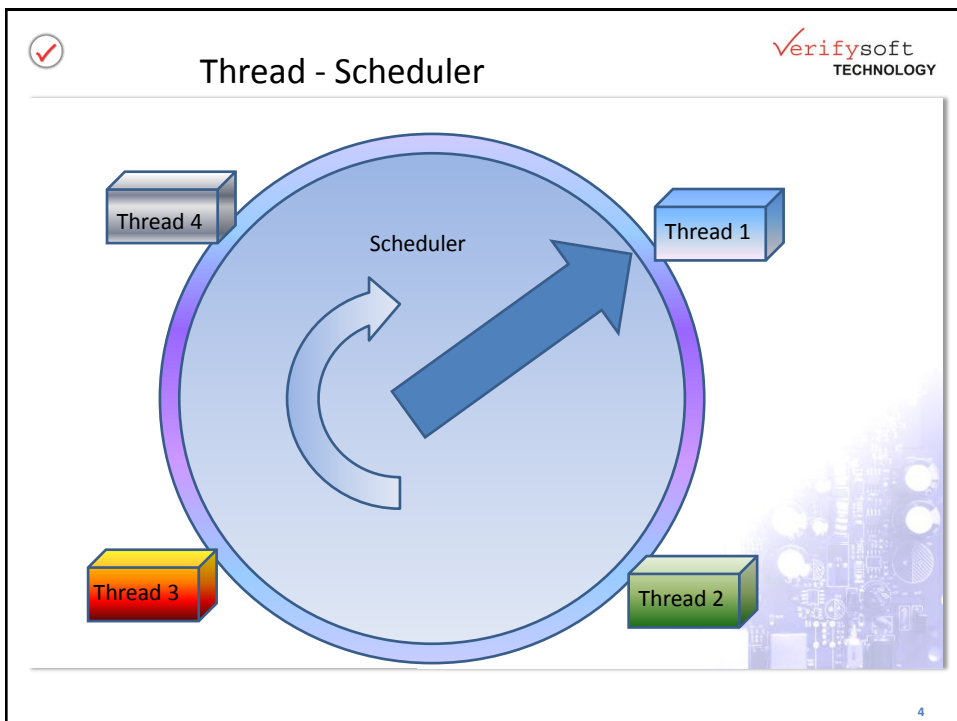 Thread - Scheduler
Verifysoft
TECHNOLOGY
Thread 4
Scheduler
Thread 1
Thread 3
Thread 2
4